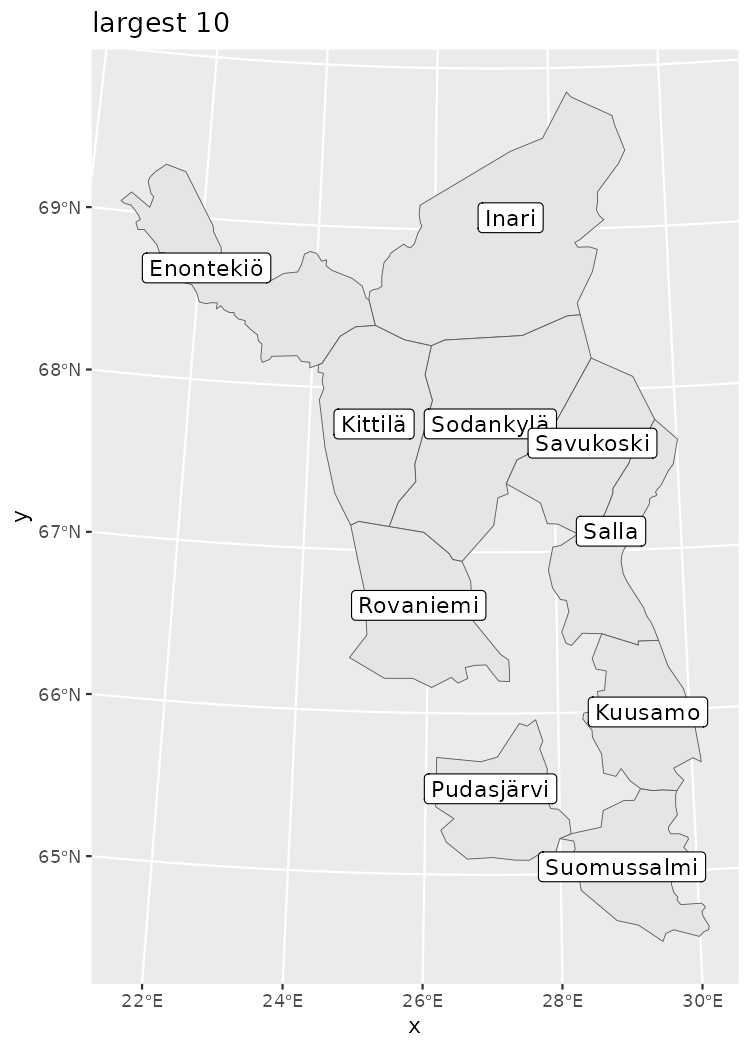 largest 10
69°N
68°N
67°N
66°N
65°N
y
Inari
Enontekiö
Kittilä
Sodankylä
Savukoski
Salla
Rovaniemi
Kuusamo
Pudasjärvi
Suomussalmi
22°E
24°E
26°E
28°E
30°E
x